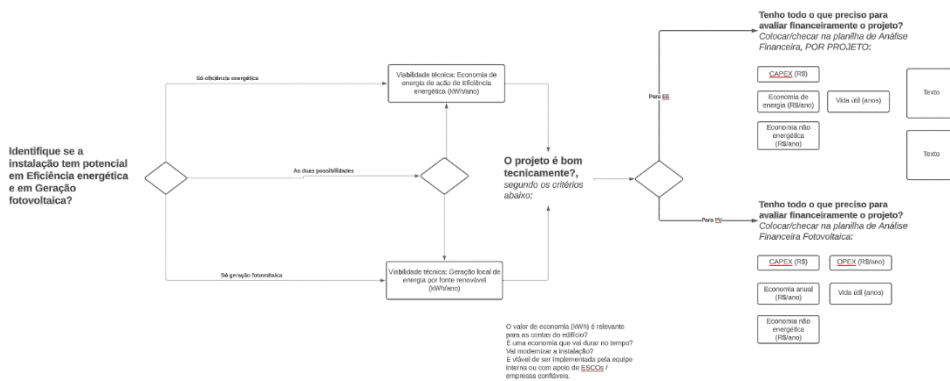 Identifique se a
instalação tem potencial
em Eficiência energética
e em Geração
fotovoltaica?
Só eficiência energética
As duas possibilidades
Só geração fotovoltaica
Viabilidade técnica: Economia de
energia de ação de Eficiência
energética (kWh/ano)
Viabilidade técnica: Geração local de
energia por fonte renovável
(kWh/ano)
O projeto é bom
tecnicamente?,
segundo os critérios
abaixo:
O valor de economia (kWh) é relevante
para as contas do edifício?
É uma economia que vai durar no tempo?
Vai modernizar a instalação?
É viável de ser implementada pela equipe
interna ou com apoio de ESCOs /
empresas confiáveis.
Para EE
Para FV
Tenho todo o que preciso para
avaliar financeiramente o projeto?
Colocar/checar na planilha de Análise
Financeira, POR PROJETO:
CAPEX (R$)
Economia de
energia (R$/ano)
Vida útil (anos)
Economia não
energética
(R$/ano)
Texto
Texto
Tenho todo o que preciso para
avaliar financeiramente o projeto?
Colocar/checar na planilha de Análise
Financeira Fotovoltaica:
CAPEX (R$)
OPEX (R$/ano)
Economia anual
(R$/ano)
Vida útil (anos)
Economia não
energética
(R$/ano)